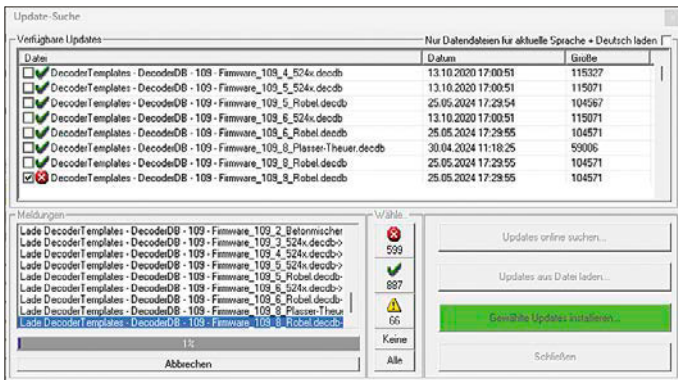 Update-Suche
Verfügbare Updates
Nur Datendateien für aktuelle Sprache + Deutsch laden
Datei Datum Größe
DecoderTemplates - DecoderDB - 109 - Firmware_109_4_524x.decdb 13.10.2020 17:00:51 115327
DecoderTemplates - DecoderDB - 109 - Firmware_109_5_524x.decdb 13.10.2020 17:00:51 115071
DecoderTemplates - DecoderDB - 109 - Firmware_109_5_Robel.decdb 25.05.2024 17:29:54 104567
DecoderTemplates - DecoderDB - 109 - Firmware_109_6_524x.decdb 13.10.2020 17:00:51 115071
DecoderTemplates - DecoderDB - 109 - Firmware_109_6_Robel.decdb 25.05.2024 17:29:55 104571
DecoderTemplates - DecoderDB - 109 - Firmware_109_8_Plasser-Theuer.decdb 30.04.2024 11:18:25 59006
DecoderTemplates - DecoderDB - 109 - Firmware_109_8_Robel.decdb 25.05.2024 17:29:55 104571
DecoderTemplates - DecoderDB - 109 - Firmware_109_9_Robel.decdb 25.05.2024 17:29:55 104571
Meldungen
Lade DecoderTemplates - DecoderDB - 109 - Firmware_109_2_Betonmischer
Lade DecoderTemplates - DecoderDB - 109 - Firmware_109_3_524x.decdb->
Lade DecoderTemplates - DecoderDB - 109 - Firmware_109_4_524x.decdb->
Lade DecoderTemplates - DecoderDB - 109 - Firmware_109_5_524x.decdb->
Lade DecoderTemplates - DecoderDB - 109 - Firmware_109_5_Robel.decdb-
Lade DecoderTemplates - DecoderDB - 109 - Firmware_109_6_524x.decdb->
Lade DecoderTemplates - DecoderDB - 109 - Firmware_109_6_Robel.decdb-
Lade DecoderTemplates - DecoderDB - 109 - Firmware_109_8_Plasser-Theue
Lade DecoderTemplates - DecoderDB - 109 - Firmware_109_8_Robel.decdb-
1%
Abbrechen
Wähle..
599
887
66
Keine
Alle
Updates online suchen...
Updates aus Datei laden...
Gewählte Updates installieren...
Schließen